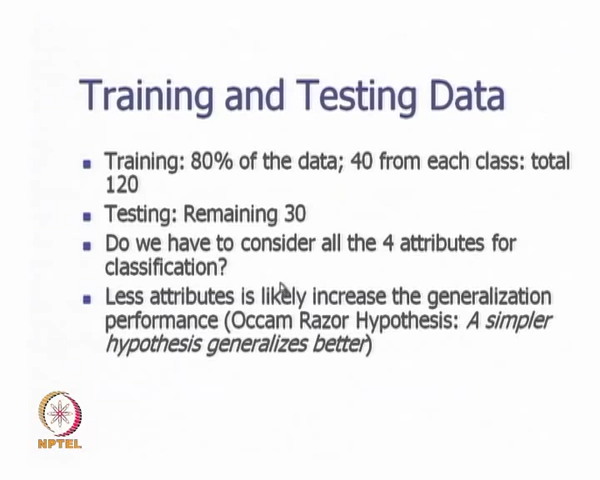 Training and Testing Data
Training: 80% of the data; 40 from each class: total
120
Testing: Remaining 30
Do we have to consider all the 4 attributes for
classification?
Less attributes is likely increase the generalization
performance (Occam Razor Hypothesis: A simpler
hypothesis generalizes better)
NPTEL